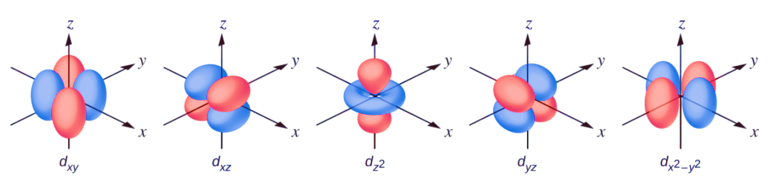 z z z z z
y y y y y
x x x x x
dxy dxz dz2 dyz dx2–y2